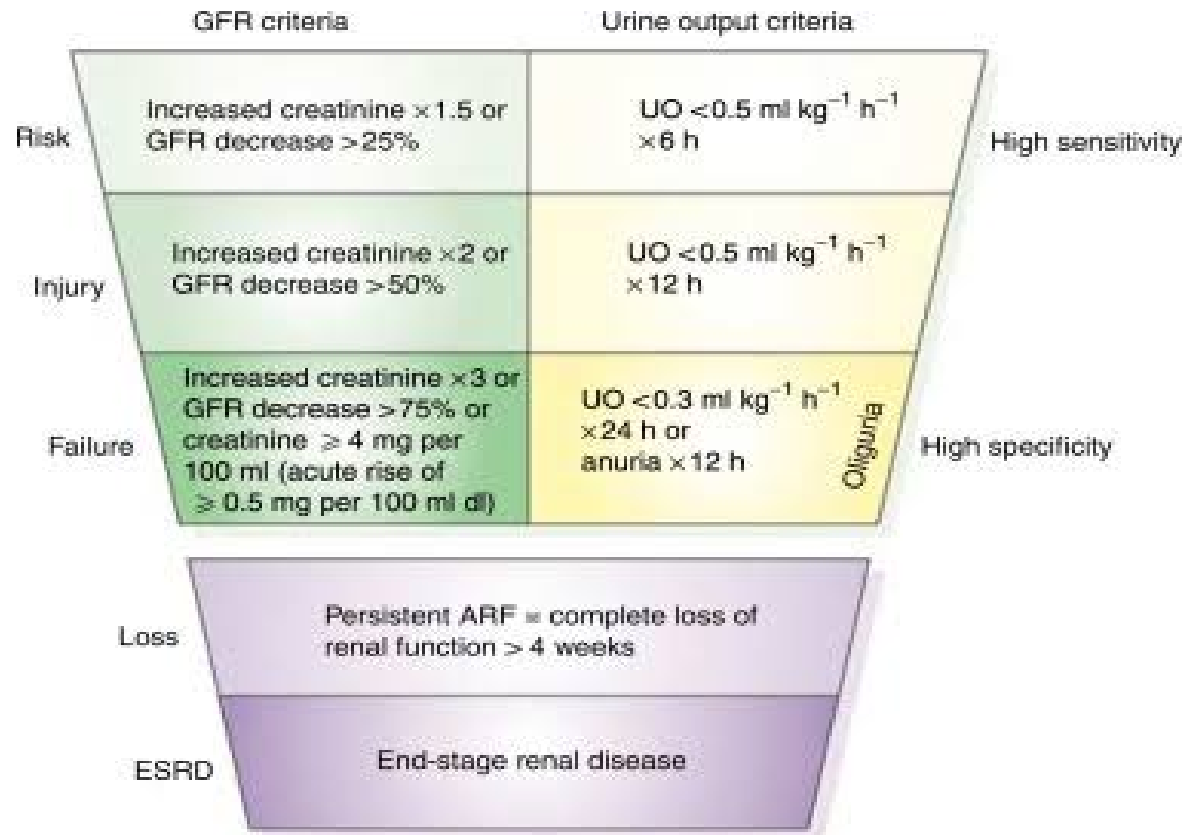 GFR criteria
Urine output criteria
Risk
Increased creatinine ×1.5 or
GFR decrease >25%
UO <0.5 ml kg⁻¹ h⁻¹
×6 h
High sensitivity
Injury
Increased creatinine ×2 or
GFR decrease >50%
UO <0.5 ml kg⁻¹ h⁻¹
×12 h
Failure
Increased creatinine ×3 or
GFR decrease >75% or
creatinine ⩾ 4 mg per
100 ml (acute rise of
⩾ 0.5 mg per 100 ml dl)
UO <0.3 ml kg⁻¹ h⁻¹
×24 h or
anuria ×12 h
Oliguria
High specificity
Loss
Persistent ARF = complete loss of
renal function > 4 weeks
ESRD
End-stage renal disease